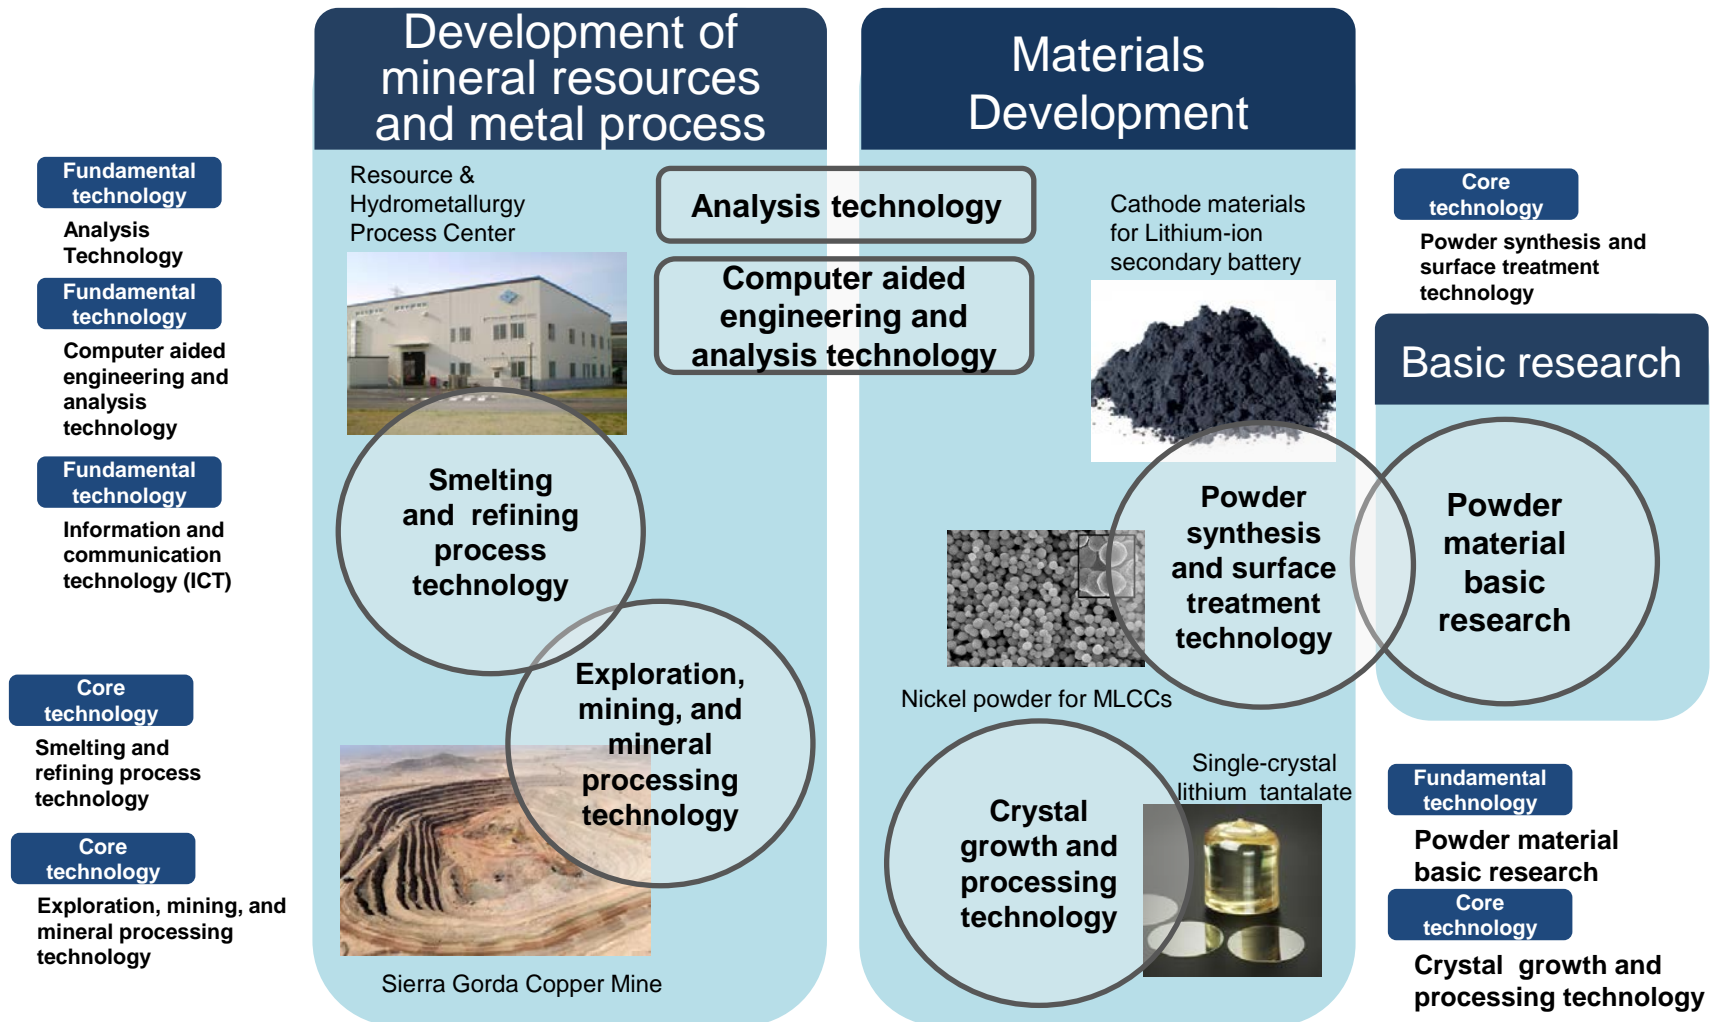 Development of
mineral resources
and metal process
Materials
Development
Fundamental
technology
Analysis
Technology
Fundamental
technology
Computer aided
engineering and
analysis
technology
Fundamental
technology
Information and
communication
technology (ICT)
Core
technology
Smelting and
refining process
technology
Core
technology
Exploration, mining, and
mineral processing
technology
Resource &
Hydrometallurgy
Process Center
Analysis technology
Computer aided
engineering and
analysis technology
Smelting
and refining
process
technology
Exploration,
mining, and
mineral
processing
technology
Sierra Gorda Copper Mine
Cathode materials
for Lithium-ion
secondary battery
Powder
synthesis
and surface
treatment
technology
Nickel powder for MLCCs
Crystal
growth and
processing
technology
Single-crystal
lithium tantalate
Core
technology
Powder synthesis and
surface treatment
technology
Basic research
Powder
material
basic
research
Fundamental
technology
Powder material
basic research
Core
technology
Crystal growth and
processing technology